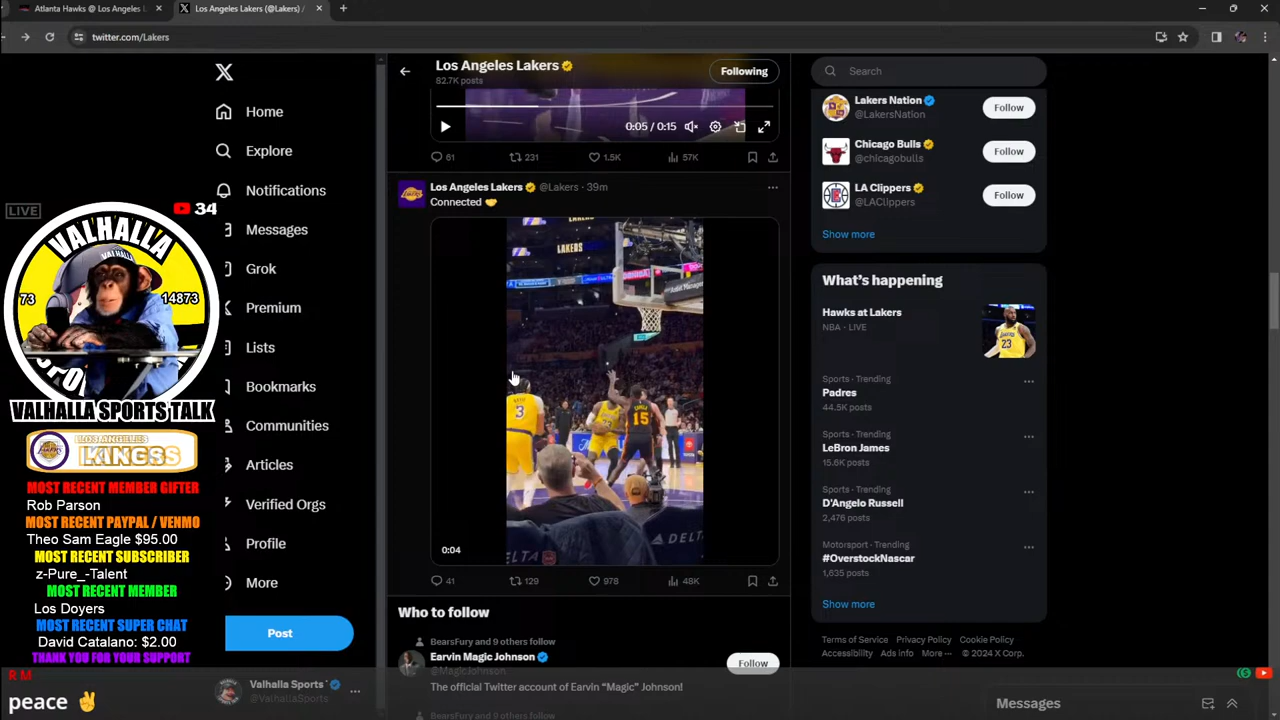 Atlanta Hawks @ Los Angeles L
Los Angeles Lakers (@Lakers) /
twitter.com/Lakers
Home
Explore
Notifications
Messages
Grok
Premium
Lists
Bookmarks
Communities
Articles
Verified Orgs
Profile
More
Post
Valhalla Sports
@ValhallaSports
LIVE
34
VALHALLA
73
14873
VALHALLA SPORTS TALK
LOS ANGELES
MOST RECENT MEMBER GIFTER
Rob Parson
MOST RECENT PAYPAL / VENMO
Theo Sam Eagle $95.00
MOST RECENT SUBSCRIBER
z-Pure_-Talent
MOST RECENT MEMBER
Los Doyers
MOST RECENT SUPER CHAT
David Catalano: $2.00
THANK YOU FOR YOUR SUPPORT
R M
peace ✌️
Los Angeles Lakers
82.7K posts
Following
0:05 / 0:15
61 231 1.5K 57K
Los Angeles Lakers @Lakers · 39m
Connected 🤝
LAKERS
3
15
DELTA
DELTA
0:04
41 129 978 48K
Who to follow
BearsFury and 9 others follow
Earvin Magic Johnson
@MagicJohnson
Follow
The official Twitter account of Earvin “Magic” Johnson!
Search
Lakers Nation
@LakersNation
Follow
Chicago Bulls
@chicagobulls
Follow
LA Clippers
@LAClippers
Follow
Show more
What’s happening
Hawks at Lakers
NBA · LIVE
23
Sports · Trending
Padres
44.5K posts
Sports · Trending
LeBron James
15.6K posts
Sports · Trending
D'Angelo Russell
2,476 posts
Motorsport · Trending
#OverstockNascar
1,635 posts
Show more
Terms of Service Privacy Policy Cookie Policy
Accessibility Ads info More ··· © 2024 X Corp.
Messages